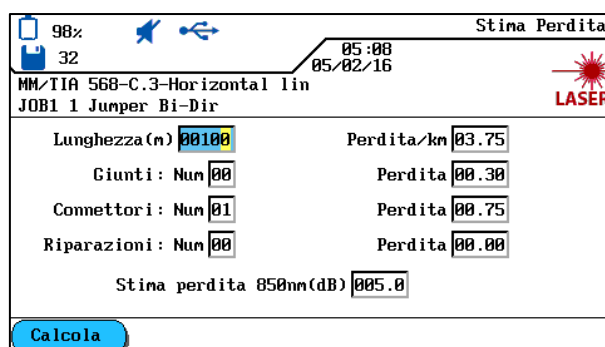 98% Stima Perdita
32 05:08
05/02/16
MM/TIA 568-C.3-Horizontal lin
JOB1 1 Jumper Bi-Dir
LASER
Lunghezza(m) 00100 Perdita/km 03.75
Giunti: Num 00 Perdita 00.30
Connettori: Num 01 Perdita 00.75
Riparazioni: Num 00 Perdita 00.00
Stima perdita 850nm(dB) 005.0
Calcola